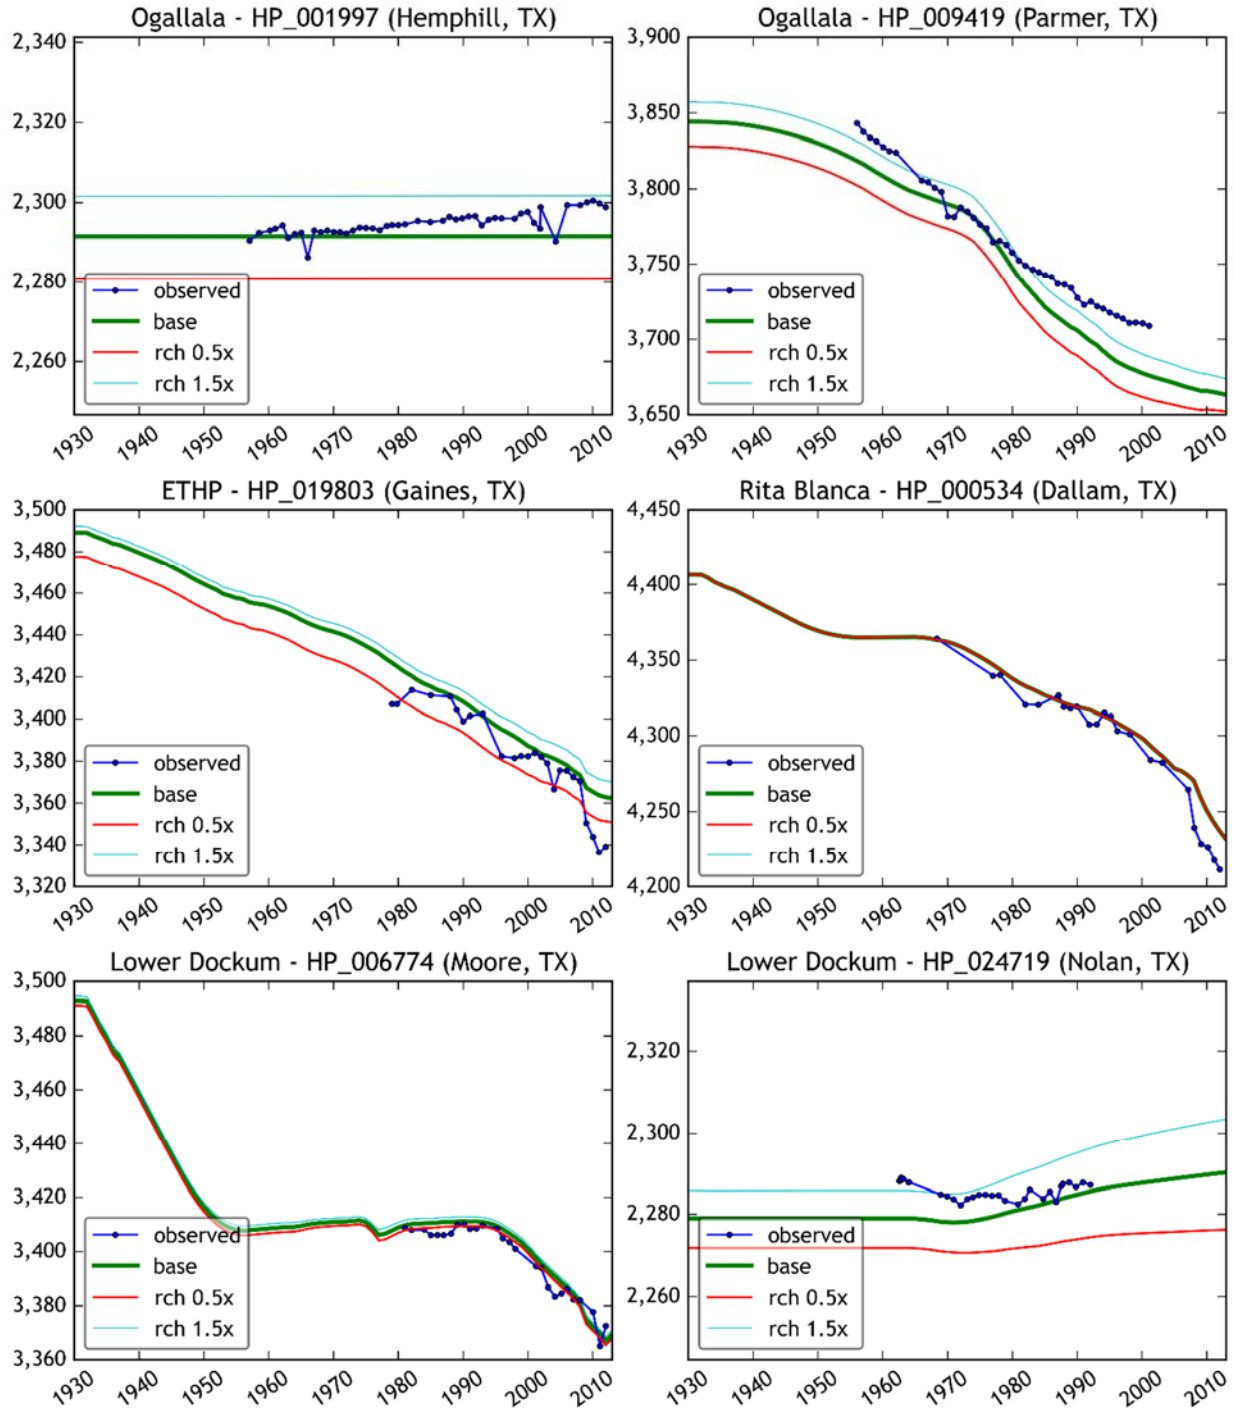 Ogallala - HP_001997 (Hemphill, TX)
2,340
2,320
2,300
2,280
2,260
observed
base
rch 0.5x
rch 1.5x
1930 1940 1950 1960 1970 1980 1990 2000 2010
Ogallala - HP_009419 (Parmer, TX)
3,900
3,850
3,800
3,750
3,700
3,650
observed
base
rch 0.5x
rch 1.5x
1930 1940 1950 1960 1970 1980 1990 2000 2010
ETHP - HP_019803 (Gaines, TX)
3,500
3,480
3,460
3,440
3,420
3,400
3,380
3,360
3,340
3,320
observed
base
rch 0.5x
rch 1.5x
1930 1940 1950 1960 1970 1980 1990 2000 2010
Rita Blanca - HP_000534 (Dallam, TX)
4,450
4,400
4,350
4,300
4,250
4,200
observed
base
rch 0.5x
rch 1.5x
1930 1940 1950 1960 1970 1980 1990 2000 2010
Lower Dockum - HP_006774 (Moore, TX)
3,500
3,480
3,460
3,440
3,420
3,400
3,380
3,360
observed
base
rch 0.5x
rch 1.5x
1930 1940 1950 1960 1970 1980 1990 2000 2010
Lower Dockum - HP_024719 (Nolan, TX)
2,320
2,300
2,280
2,260
observed
base
rch 0.5x
rch 1.5x
1930 1940 1950 1960 1970 1980 1990 2000 2010